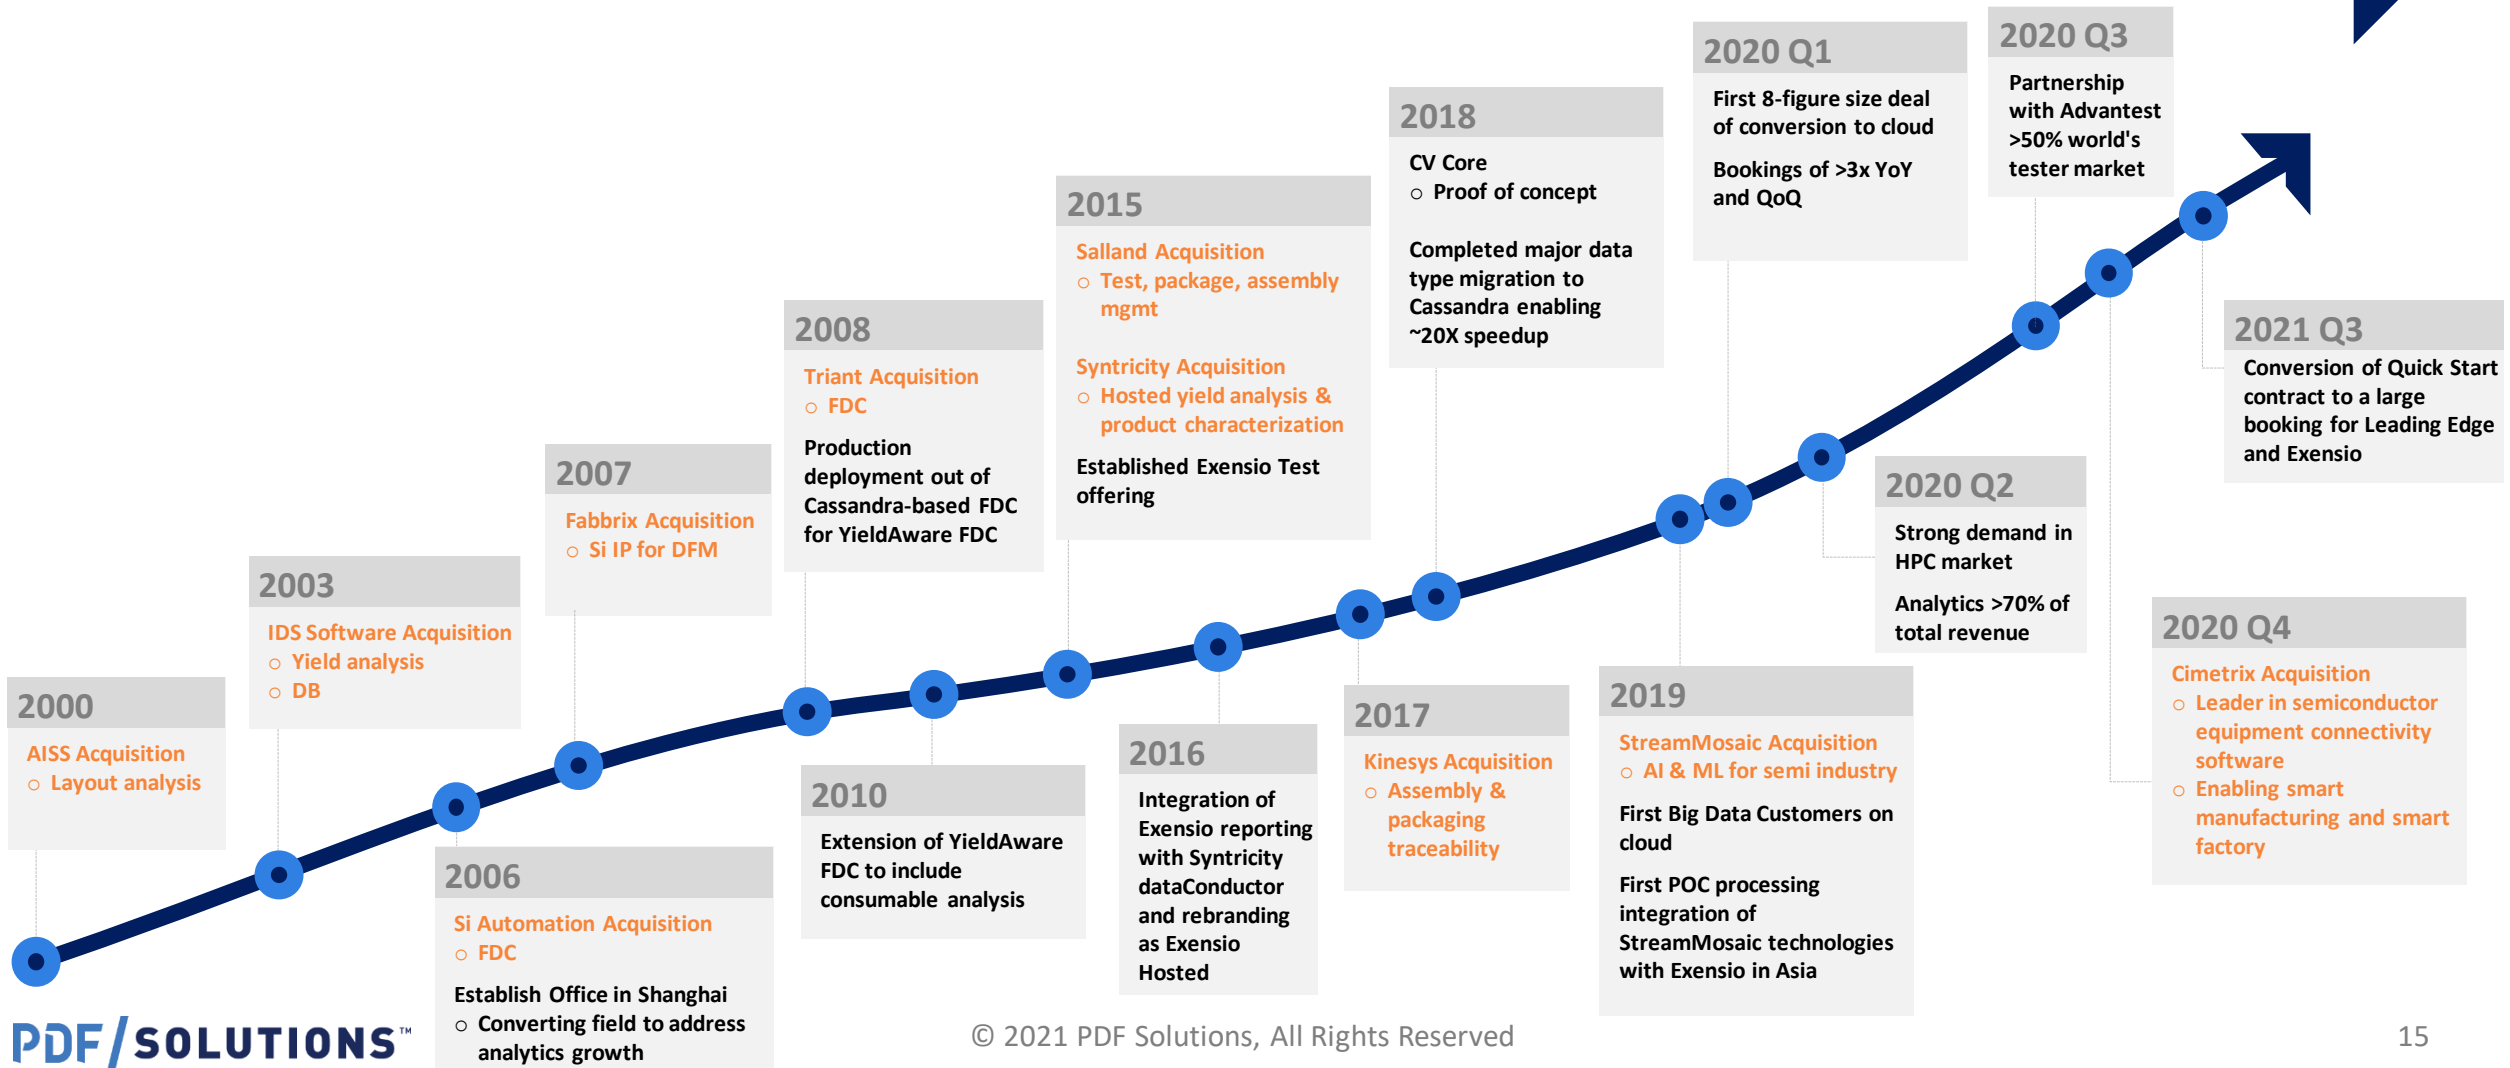 2000
AISS Acquisition
o Layout analysis
2003
IDS Software Acquisition
o Yield analysis
o DB
2006
Si Automation Acquisition
o FDC
Establish Office in Shanghai
o Converting field to address
analytics growth
2007
Fabbrix Acquisition
o Si IP for DFM
2008
Triant Acquisition
o FDC
Production
deployment out of
Cassandra-based FDC
for YieldAware FDC
2010
Extension of YieldAware
FDC to include
consumable analysis
2015
Salland Acquisition
o Test, package, assembly
mgmt
Syntricity Acquisition
o Hosted yield analysis &
product characterization
Established Exensio Test
offering
2016
Integration of
Exensio reporting
with Syntricity
dataConductor
and rebranding
as Exensio
Hosted
2017
Kinesys Acquisition
o Assembly &
packaging
traceability
2018
CV Core
o Proof of concept
Completed major data
type migration to
Cassandra enabling
~20X speedup
2019
StreamMosaic Acquisition
o AI & ML for semi industry
First Big Data Customers on
cloud
First POC processing
integration of
StreamMosaic technologies
with Exensio in Asia
2020 Q1
First 8-figure size deal
of conversion to cloud
Bookings of >3x YoY
and QoQ
2020 Q2
Strong demand in
HPC market
Analytics >70% of
total revenue
2020 Q3
Partnership
with Advantest
>50% world's
tester market
2020 Q4
Cimetrix Acquisition
o Leader in semiconductor
equipment connectivity
software
o Enabling smart
manufacturing and smart
factory
2021 Q3
Conversion of Quick Start
contract to a large
booking for Leading Edge
and Exensio
PDF/SOLUTIONS™
© 2021 PDF Solutions, All Rights Reserved
15